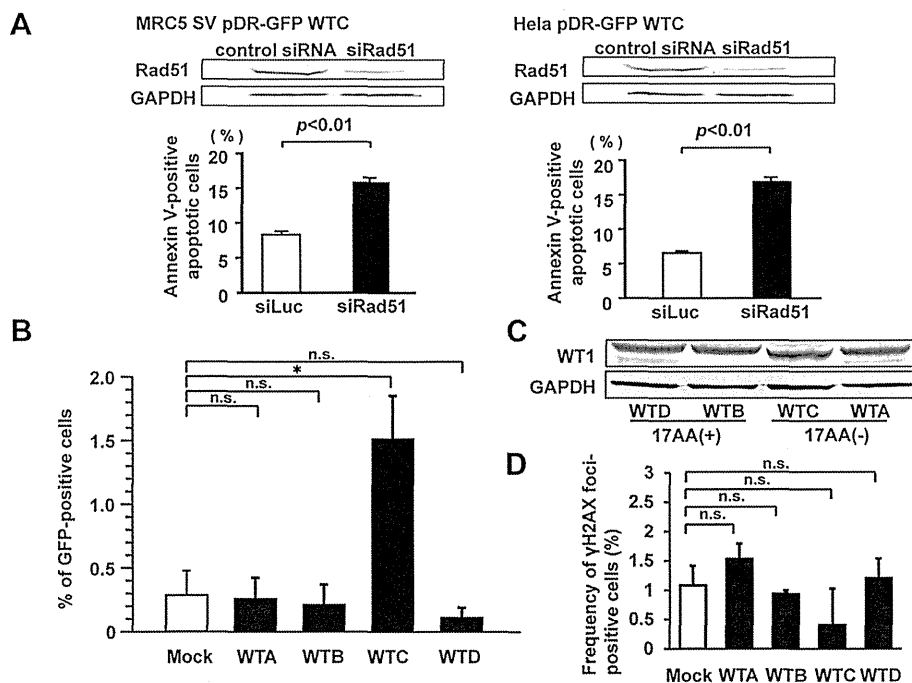 A
MRC5 SV pDR-GFP WTC
control siRNA siRad51
Rad51
GAPDH
(%)
p<0.01
Annexin V-positive
apoptotic cells
20
15
10
5
0
siLuc siRad51
Hela pDR-GFP WTC
control siRNA siRad51
Rad51
GAPDH
(%)
p<0.01
Annexin V-positive
apoptotic cells
20
15
10
5
0
siLuc siRad51
B
n.s.
*
n.s.
n.s.
% of GFP-positive cells
2.0
1.5
1.0
0.5
0
Mock WTA WTB WTC WTD
C
WT1
GAPDH
WTD WTB WTC WTA
17AA(+) 17AA(-)
D
n.s.
n.s.
n.s.
n.s.
Frequency of γH2AX foci-
positive cells (%)
3
2.5
2
1.5
1
0.5
0
Mock WTA WTB WTC WTD